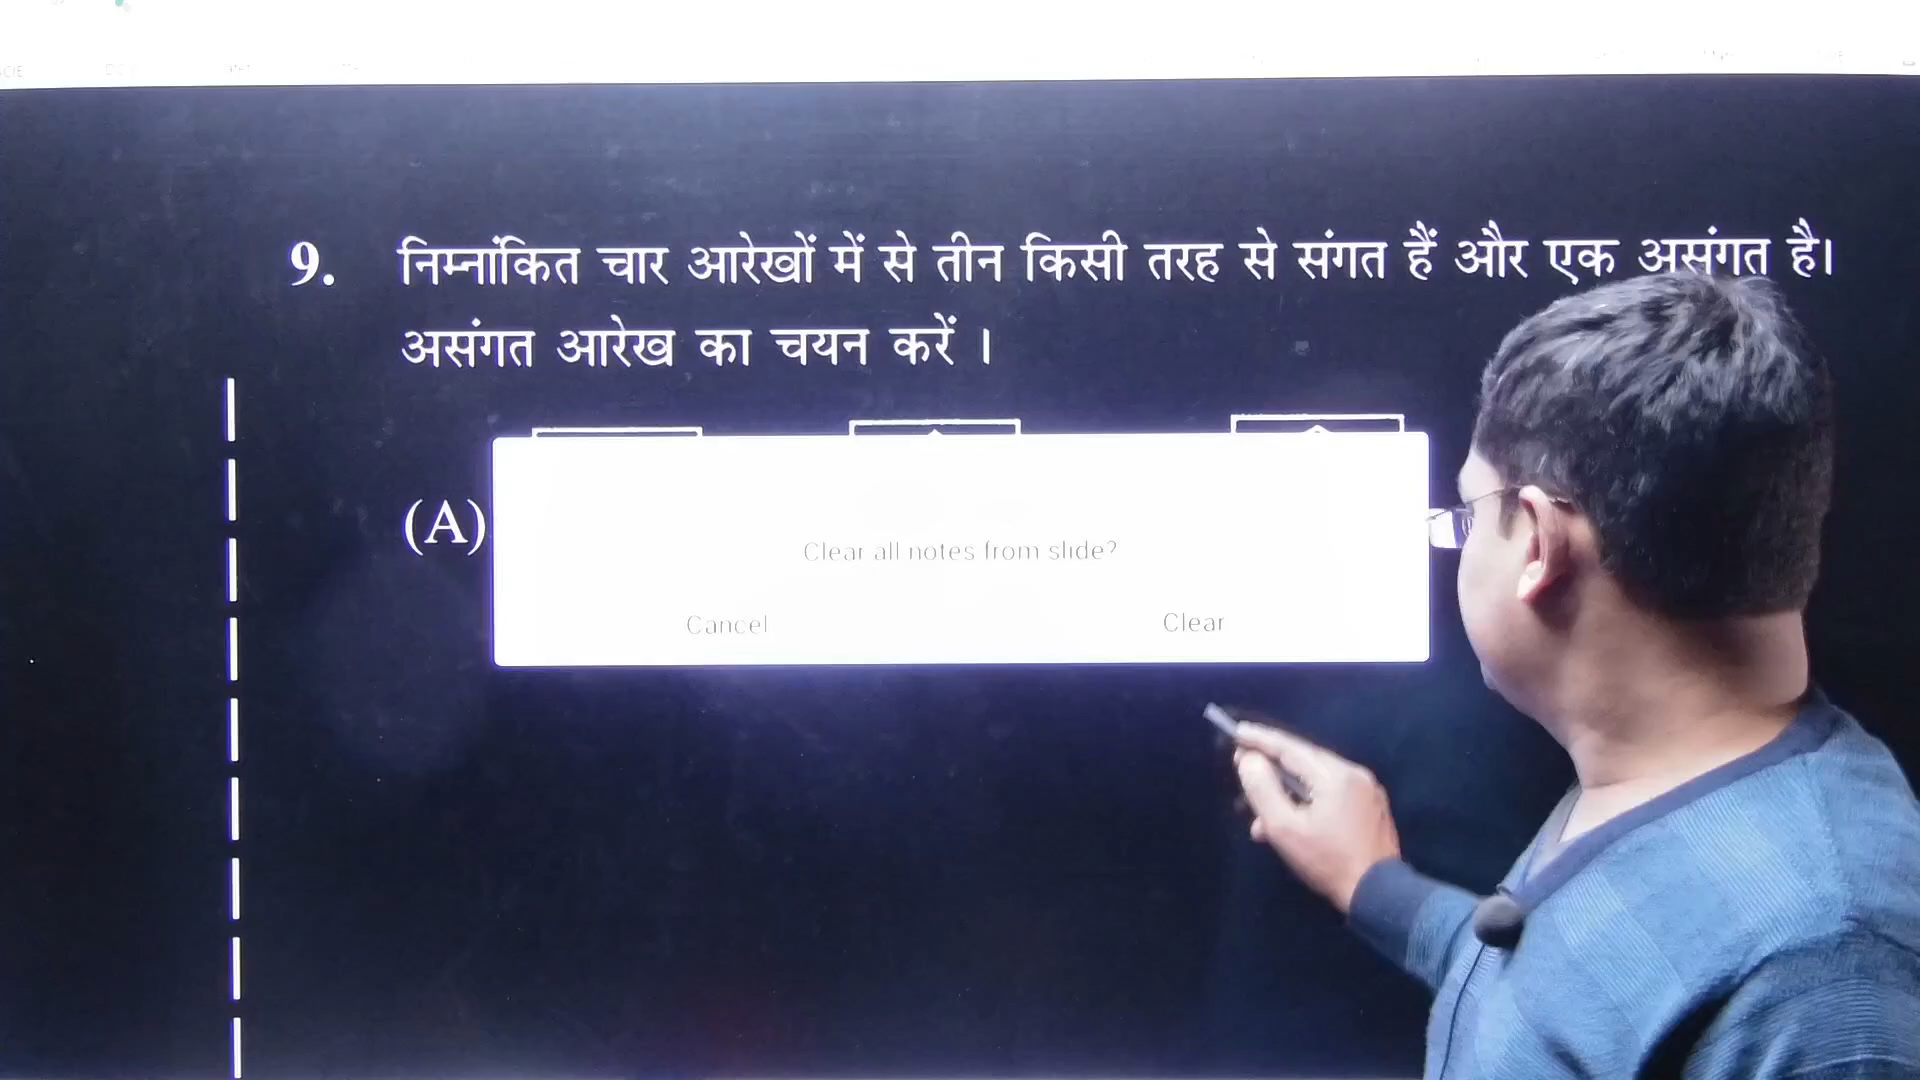 9. निम्नांकित चार आरेखों में से तीन किसी तरह से संगत हैं और एक असंगत है।
असंगत आरेख का चयन करें ।
(A)
Clear all notes from slide?
Cancel Clear